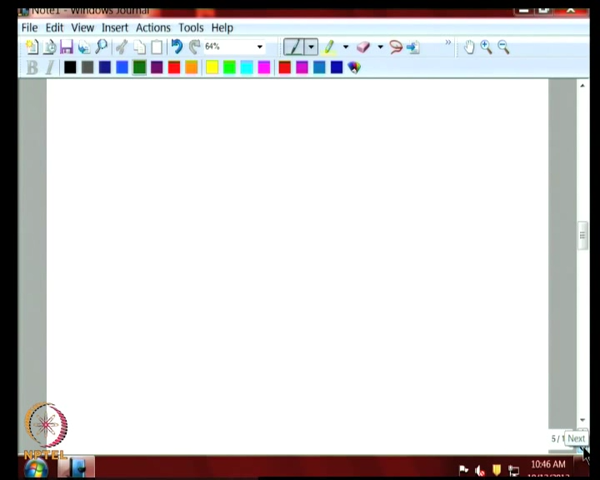 Note1 - Windows Journal
File Edit View Insert Actions Tools Help
64%
B I
5 / 1
Next
NPTEL
10:46 AM